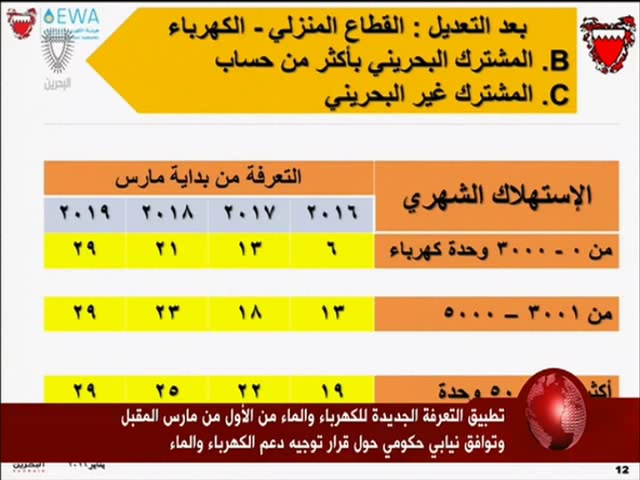 EWA
البحرين
بعد التعديل : القطاع المنزلي - الكهرباء
B. المشترك البحريني بأكثر من حساب
C. المشترك غير البحريني
الإستهلاك الشهري
التعرفة من بداية مارس
٢٠١٦ ٢٠١٧ ٢٠١٨ ٢٠١٩
من ٠ - ٣٠٠٠ وحدة كهرباء ٦ ١٣ ٢١ ٢٩
من ٣٠٠١ – ٥٠٠٠ ١٣ ١٨ ٢٣ ٢٩
وحدة ١٩ ٢٢ ٢٥ ٢٩
تطبيق التعرفة الجديدة للكهرباء والماء من الأول من مارس المقبل
وتوافق نيابي حكومي حول قرار توجيه دعم الكهرباء والماء
12